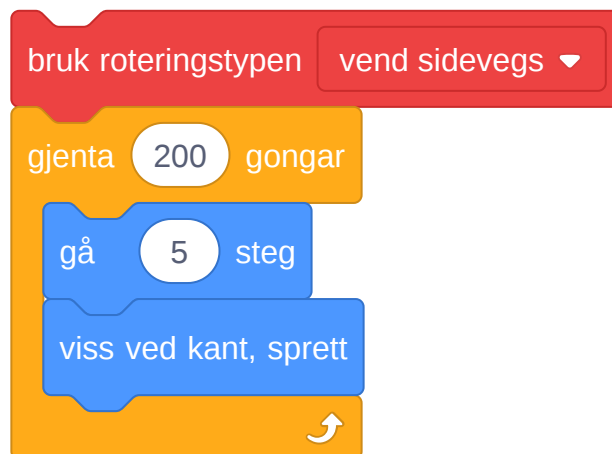 bruk roteringstypen vend sidevegs
gjenta 200 gongar
gå 5 steg
viss ved kant, sprett